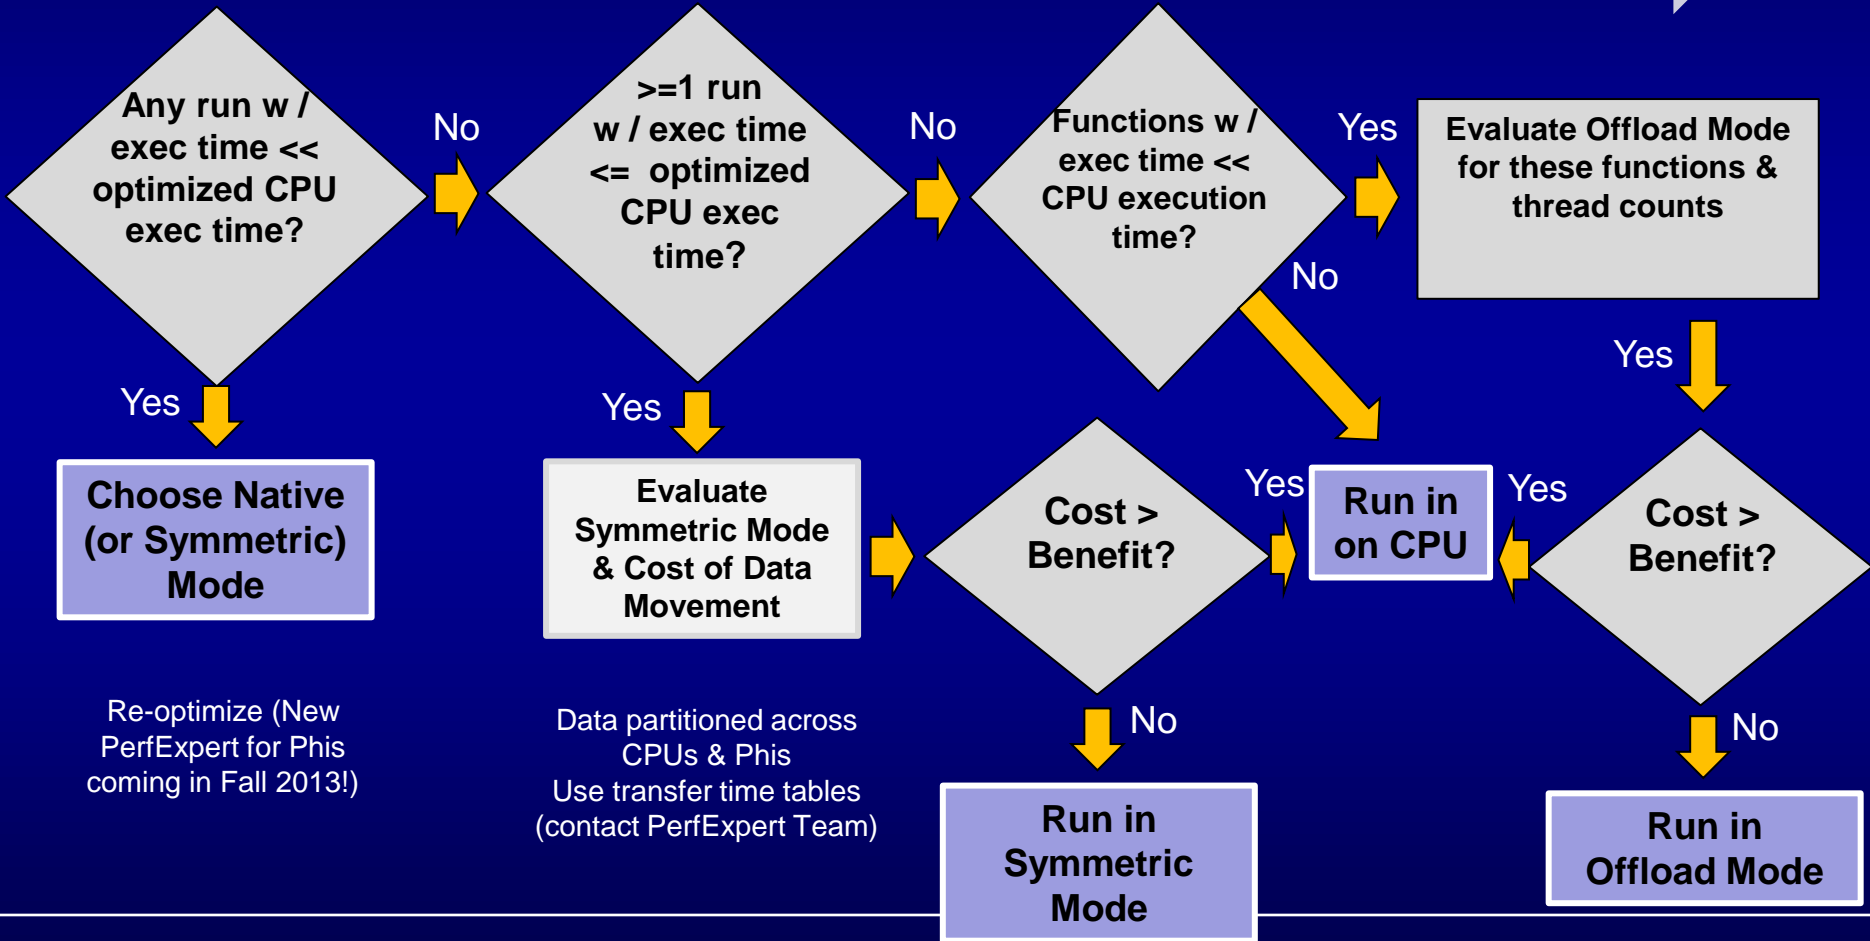 Any run w /
exec time <<
optimized CPU
exec time?
No
>=1 run
w / exec time
<= optimized
CPU exec
time?
No
Functions w /
exec time <<
CPU execution
time?
Yes
Evaluate Offload Mode
for these functions &
thread counts
No
Yes
Yes
Yes
Choose Native
(or Symmetric)
Mode
Evaluate
Symmetric Mode
& Cost of Data
Movement
Cost >
Benefit?
Yes
Run in
on CPU
Yes
Cost >
Benefit?
Re-optimize (New
PerfExpert for Phis
coming in Fall 2013!)
Data partitioned across
CPUs & Phis
Use transfer time tables
(contact PerfExpert Team)
No
No
Run in
Symmetric
Mode
Run in
Offload Mode